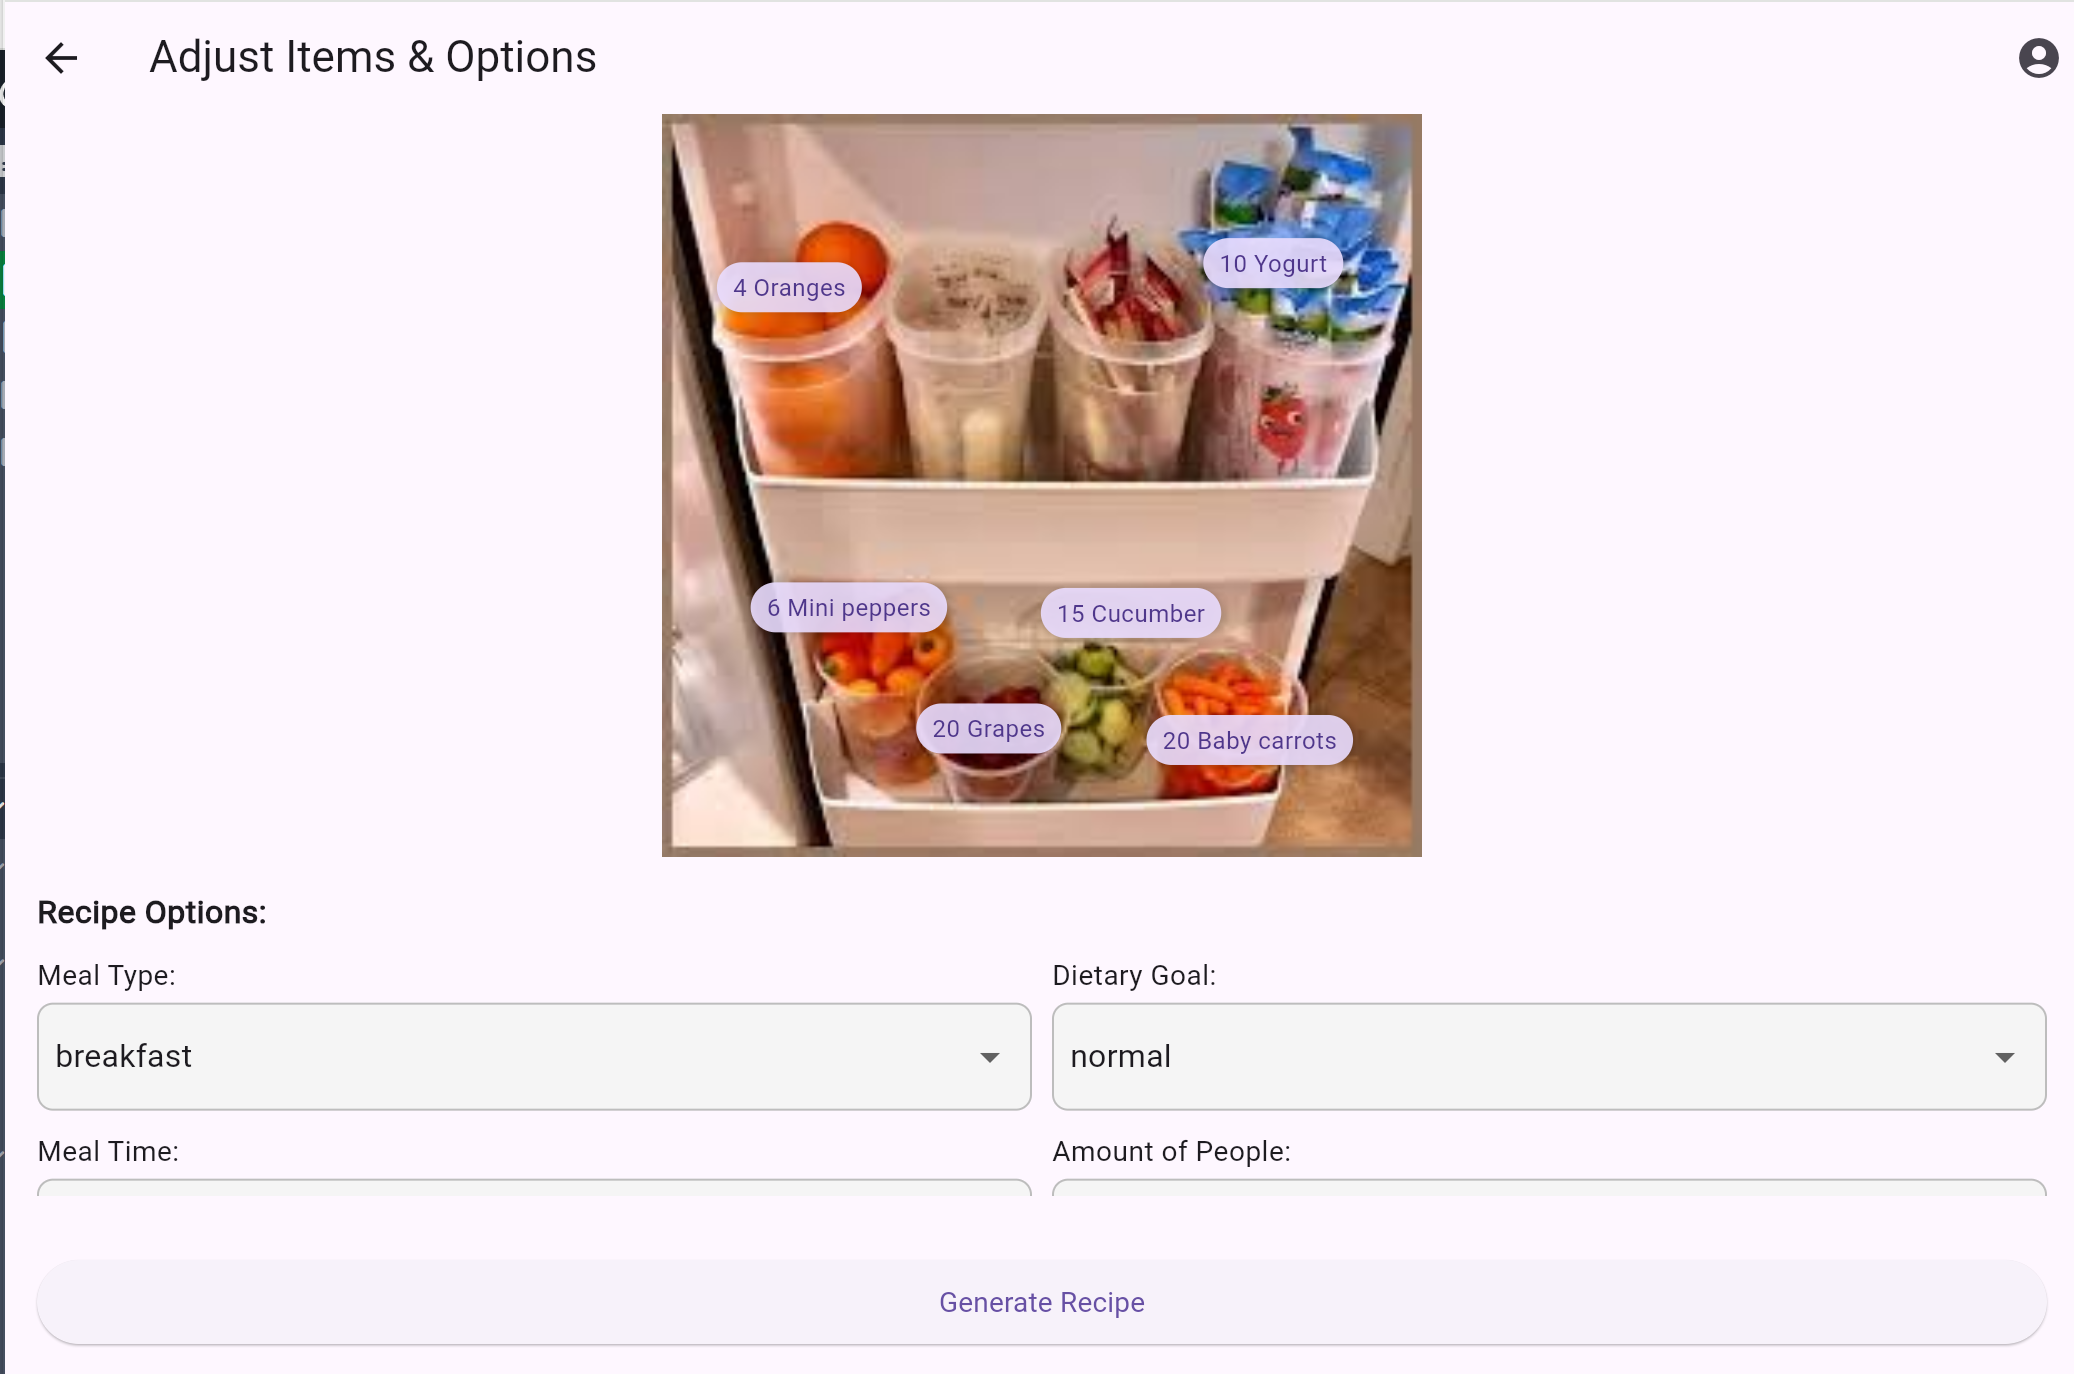 Adjust Items & Options
4 Oranges
10 Yogurt
6 Mini peppers
15 Cucumber
20 Grapes
20 Baby carrots
Recipe Options:
Meal Type:
Dietary Goal:
breakfast
normal
Meal Time:
Amount of People:
Generate Recipe